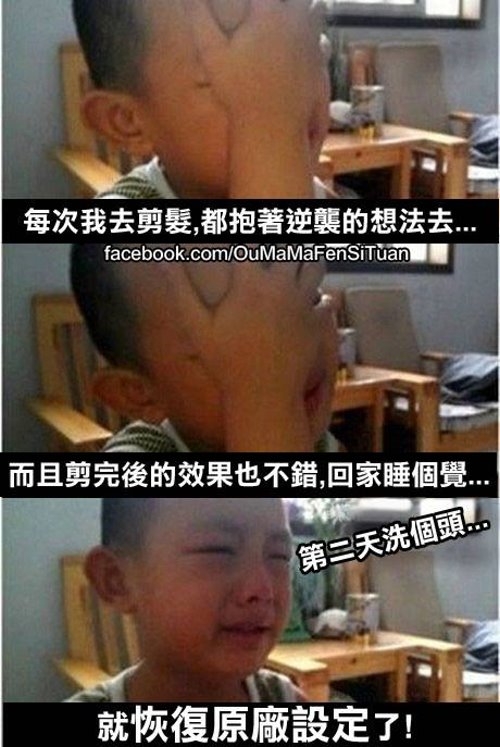 每次我去剪髮,都抱著逆襲的想法去...
facebook.com/OuMaMaFenSiTuan
而且剪完後的效果也不錯,回家睡個覺...
第二天洗個頭...
就恢復原廠設定了!